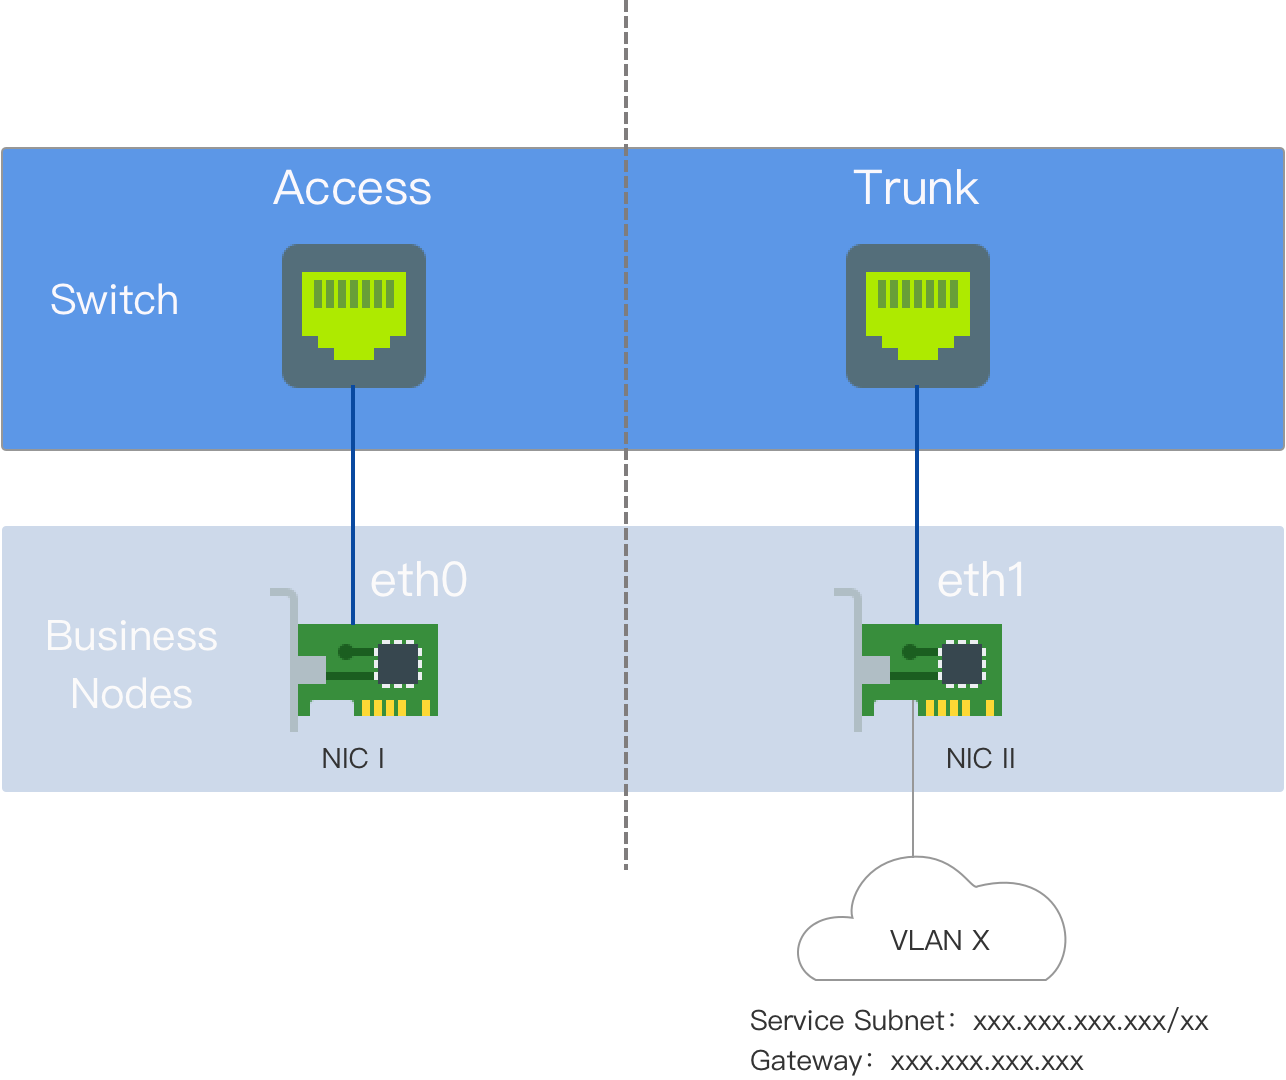 Access
Trunk
Switch
eth0
eth1
Business
Nodes
NIC I
NIC II
VLAN X
Service Subnet：xxx.xxx.xxx.xxx/xx
Gateway：xxx.xxx.xxx.xxx